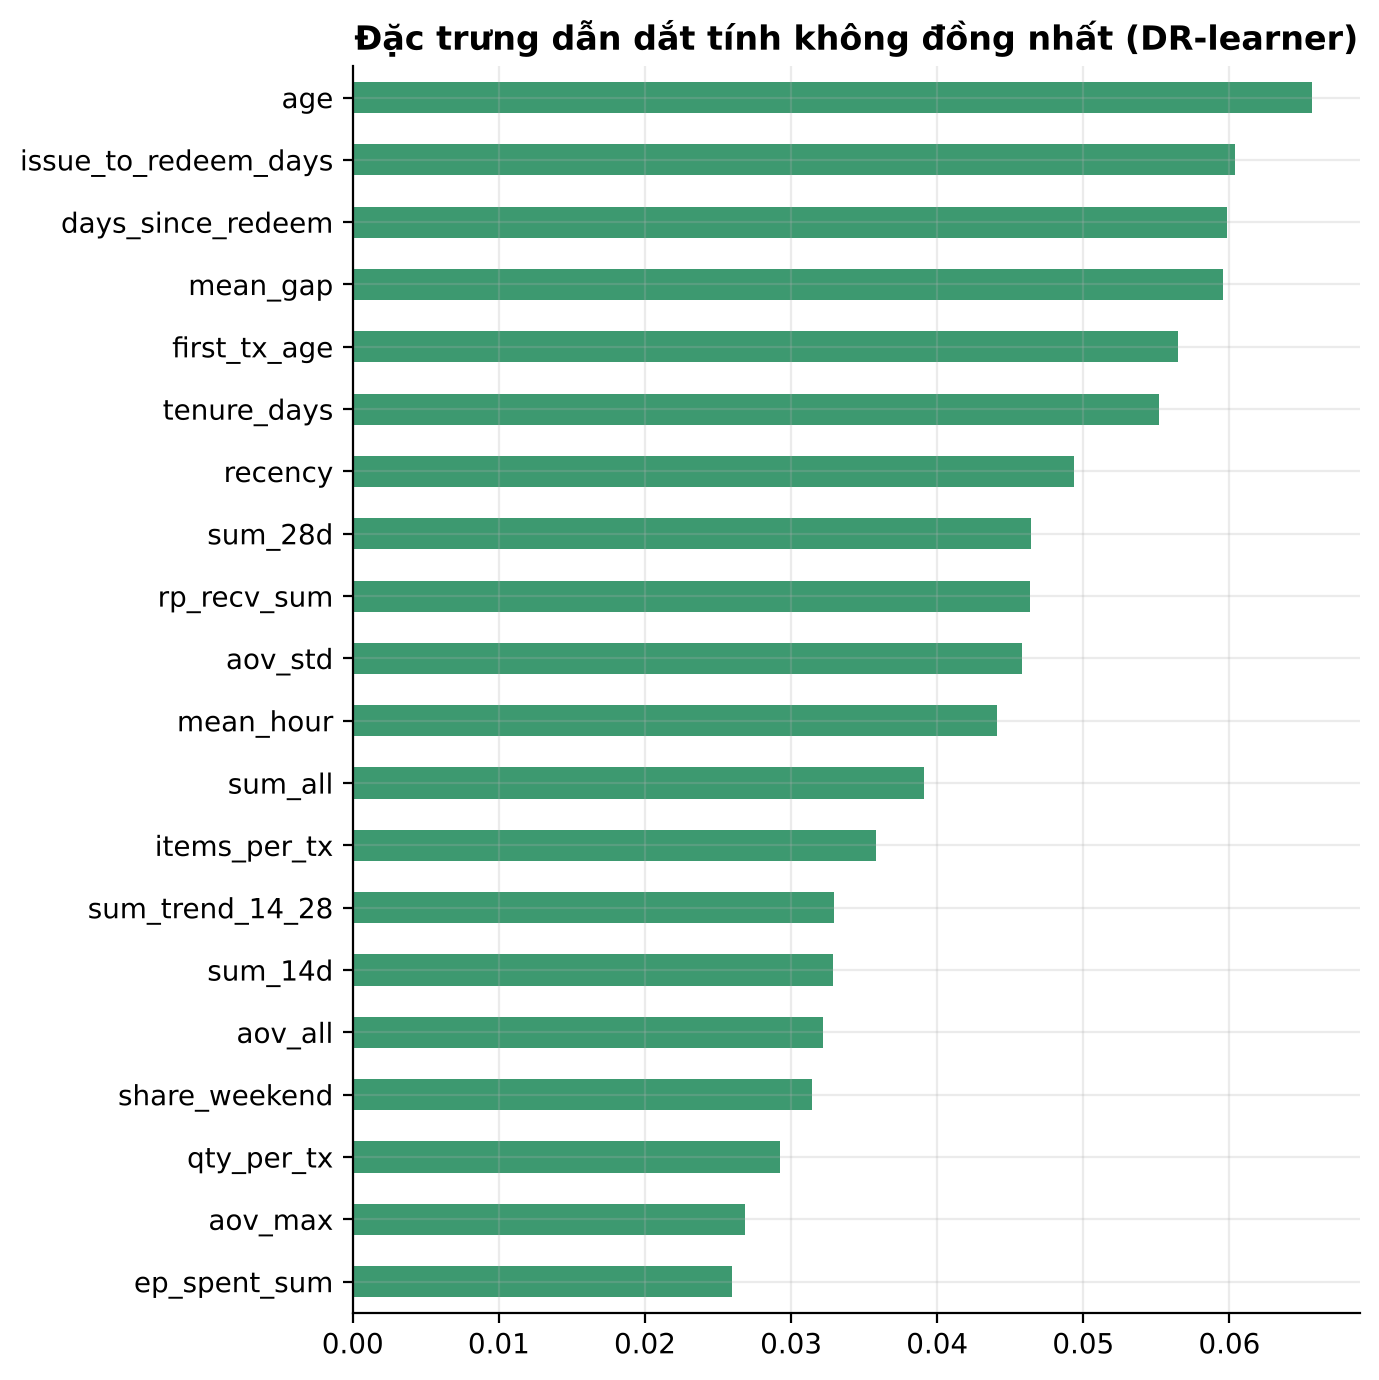 Đặc trưng dẫn dắt tính không đồng nhất (DR-learner)
age
issue_to_redeem_days
days_since_redeem
mean_gap
first_tx_age
tenure_days
recency
sum_28d
rp_recv_sum
aov_std
mean_hour
sum_all
items_per_tx
sum_trend_14_28
sum_14d
aov_all
share_weekend
qty_per_tx
aov_max
ep_spent_sum
0.00 0.01 0.02 0.03 0.04 0.05 0.06